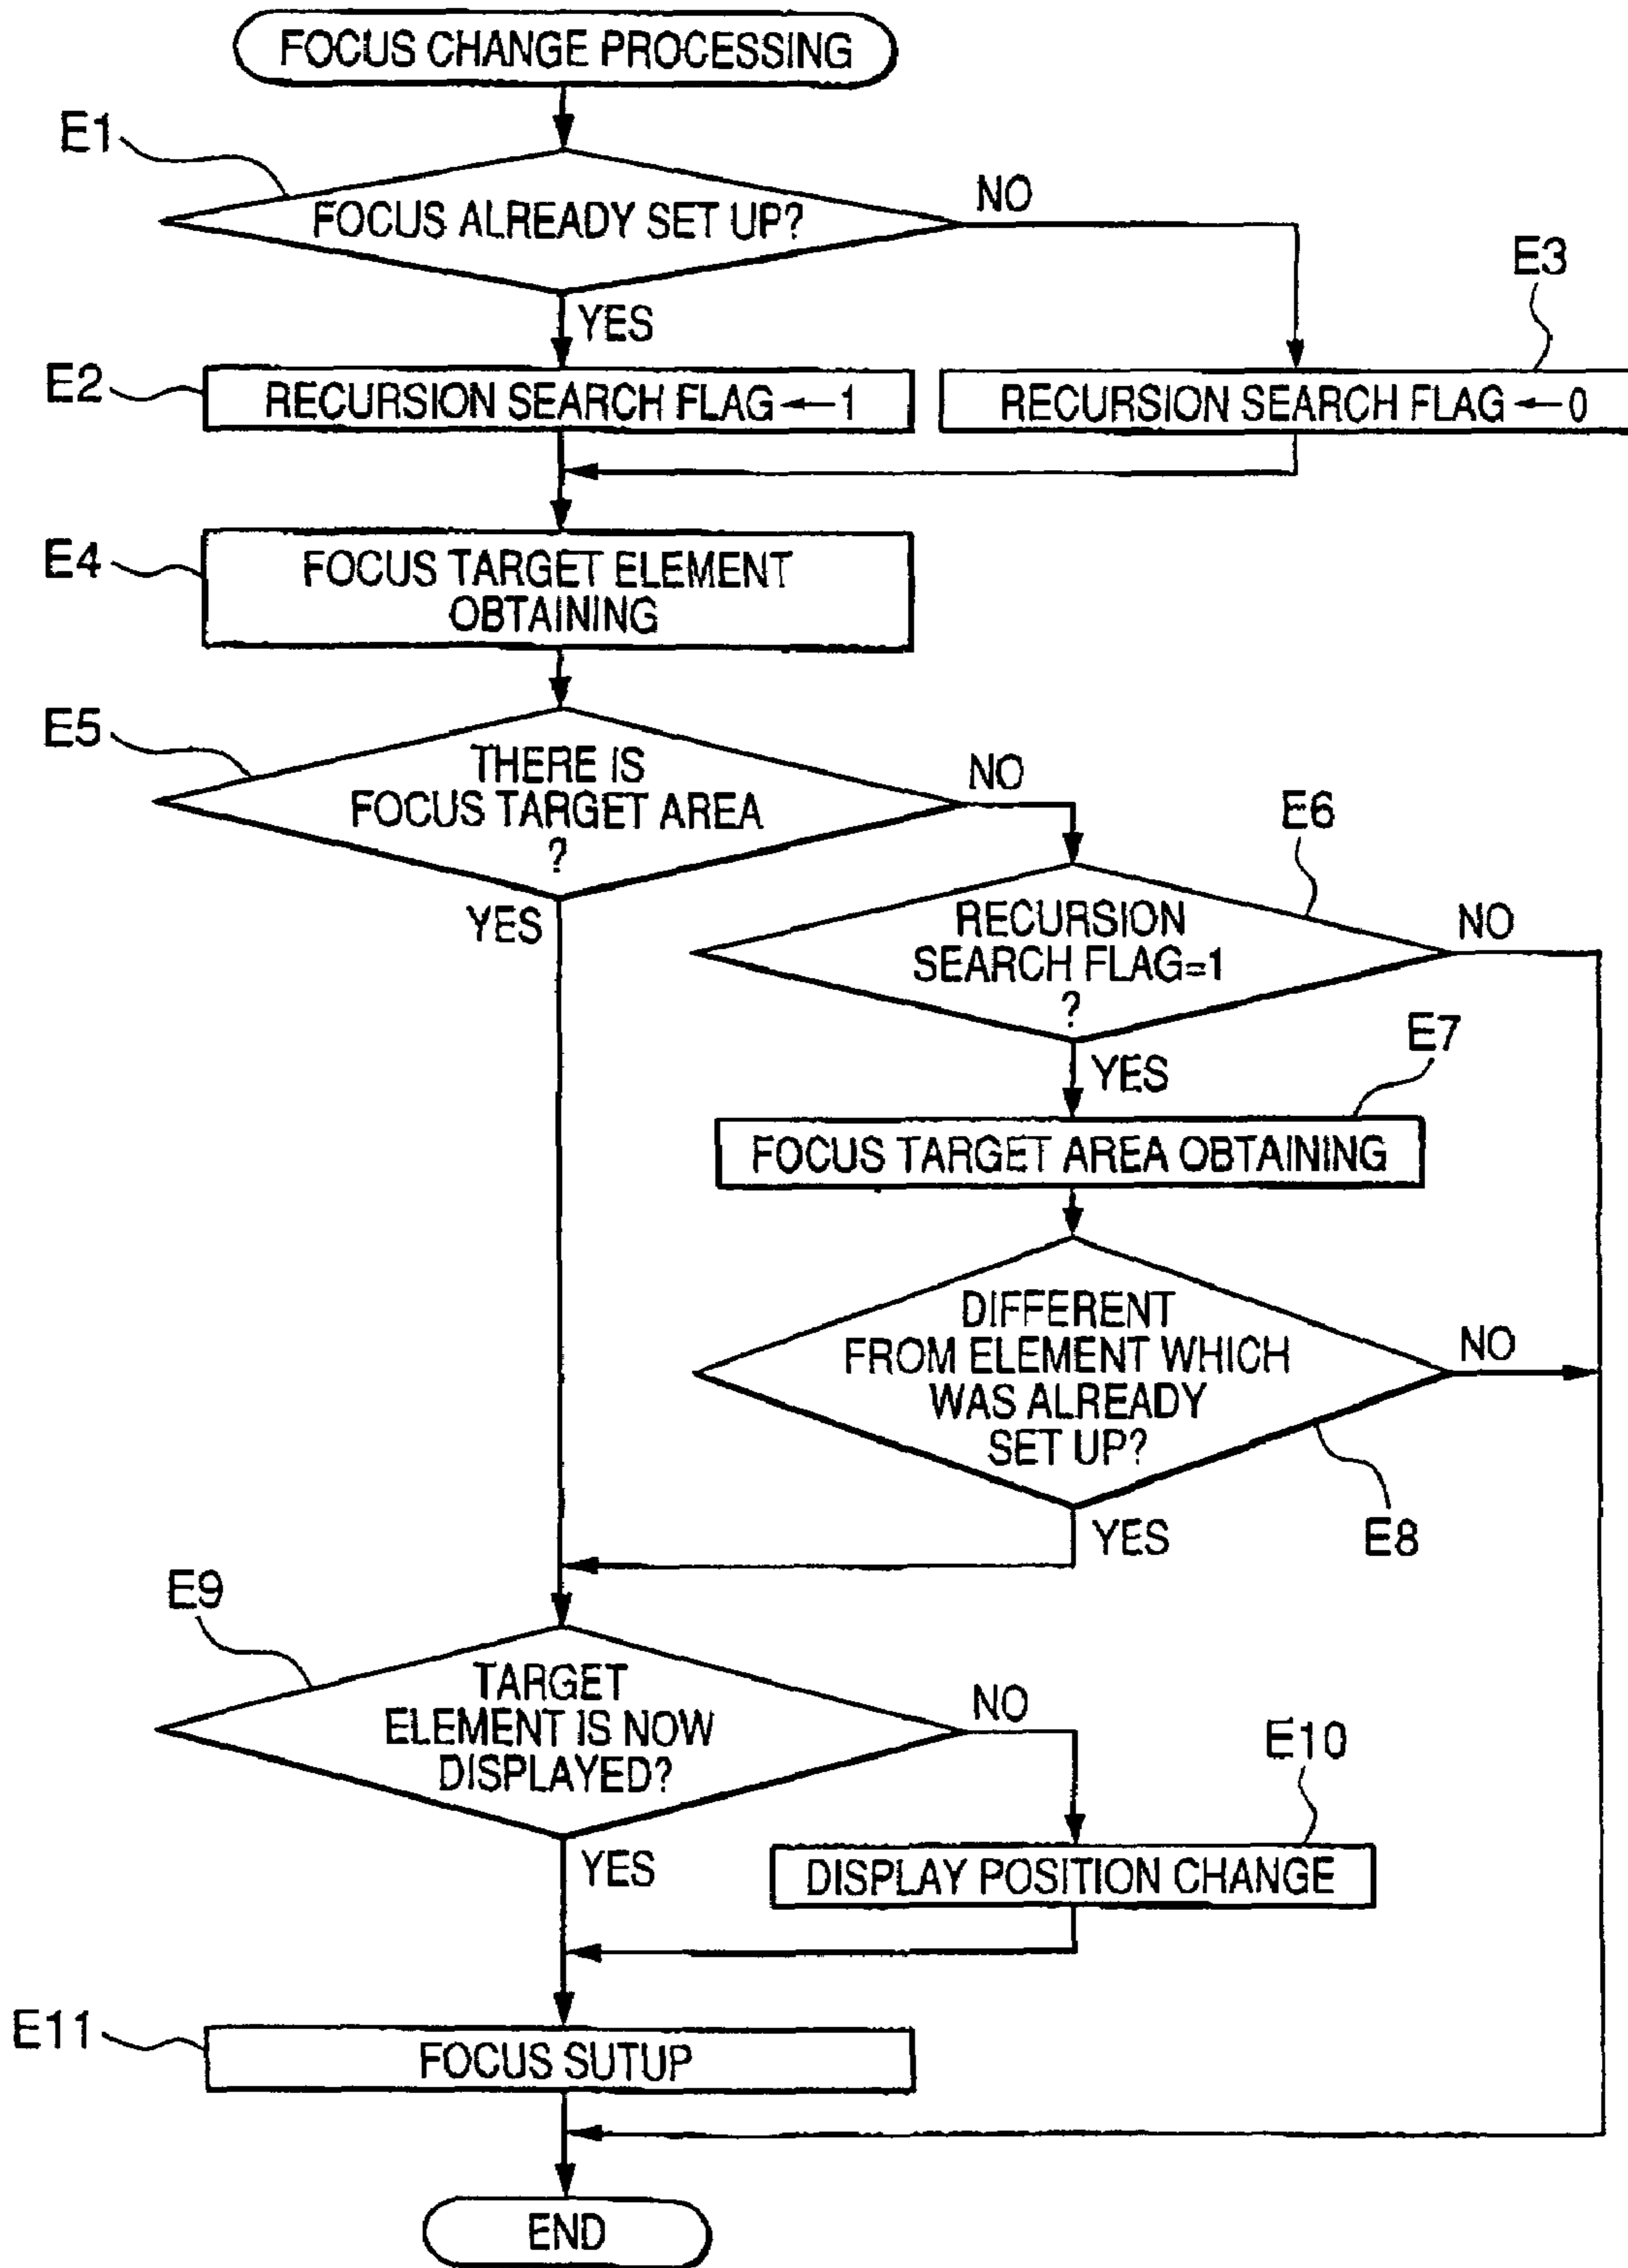 FOCUS CHANGE PROCESSING
E1
FOCUS ALREADY SET UP?
NO
YES
E3
E2
RECURSION SEARCH FLAG←1
RECURSION SEARCH FLAG←0
E4
FOCUS TARGET ELEMENT
OBTAINING
E5
THERE IS
FOCUS TARGET AREA
?
NO
YES
E6
RECURSION
SEARCH FLAG=1
?
NO
YES
E7
FOCUS TARGET AREA OBTAINING
DIFFERENT
FROM ELEMENT WHICH
WAS ALREADY
SET UP?
NO
YES
E8
E9
TARGET
ELEMENT IS NOW
DISPLAYED?
NO
YES
E10
DISPLAY POSITION CHANGE
E11
FOCUS SUTUP
END